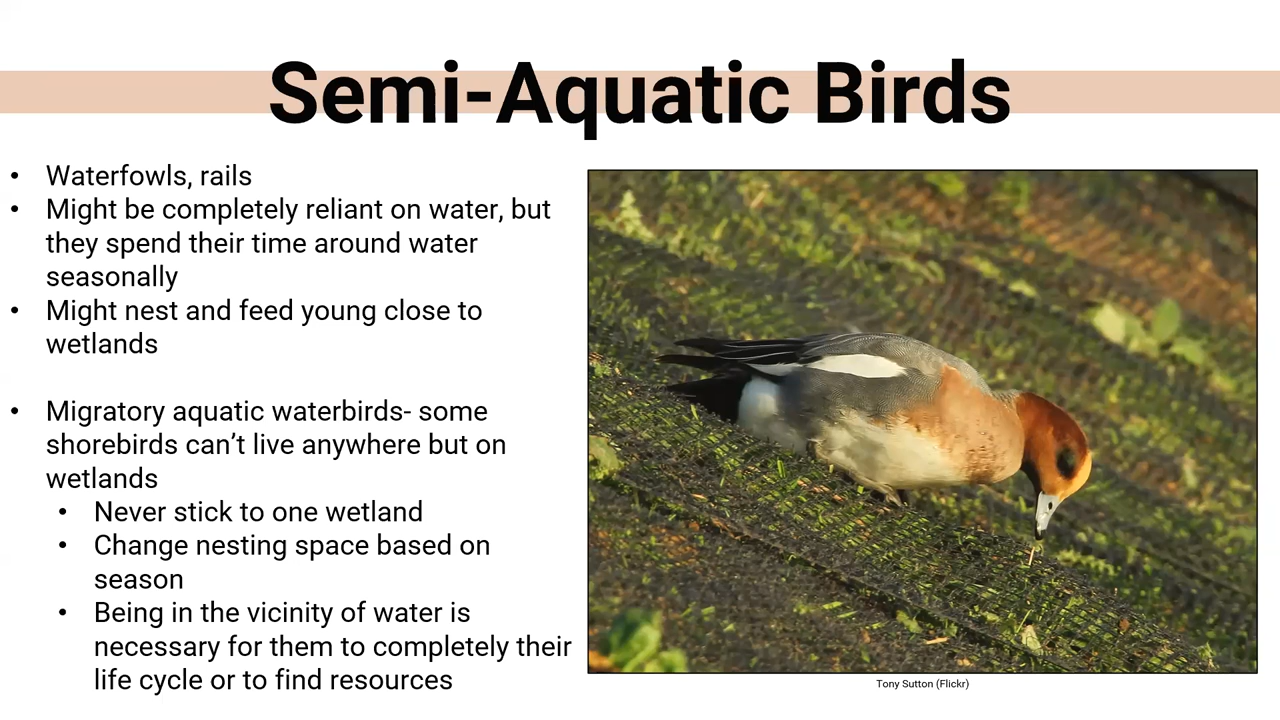 Semi-Aquatic Birds
• Waterfowls, rails
• Might be completely reliant on water, but
they spend their time around water
seasonally
• Might nest and feed young close to
wetlands
• Migratory aquatic waterbirds- some
shorebirds can’t live anywhere but on
wetlands
• Never stick to one wetland
• Change nesting space based on
season
• Being in the vicinity of water is
necessary for them to completely their
life cycle or to find resources
Tony Sutton (Flickr)